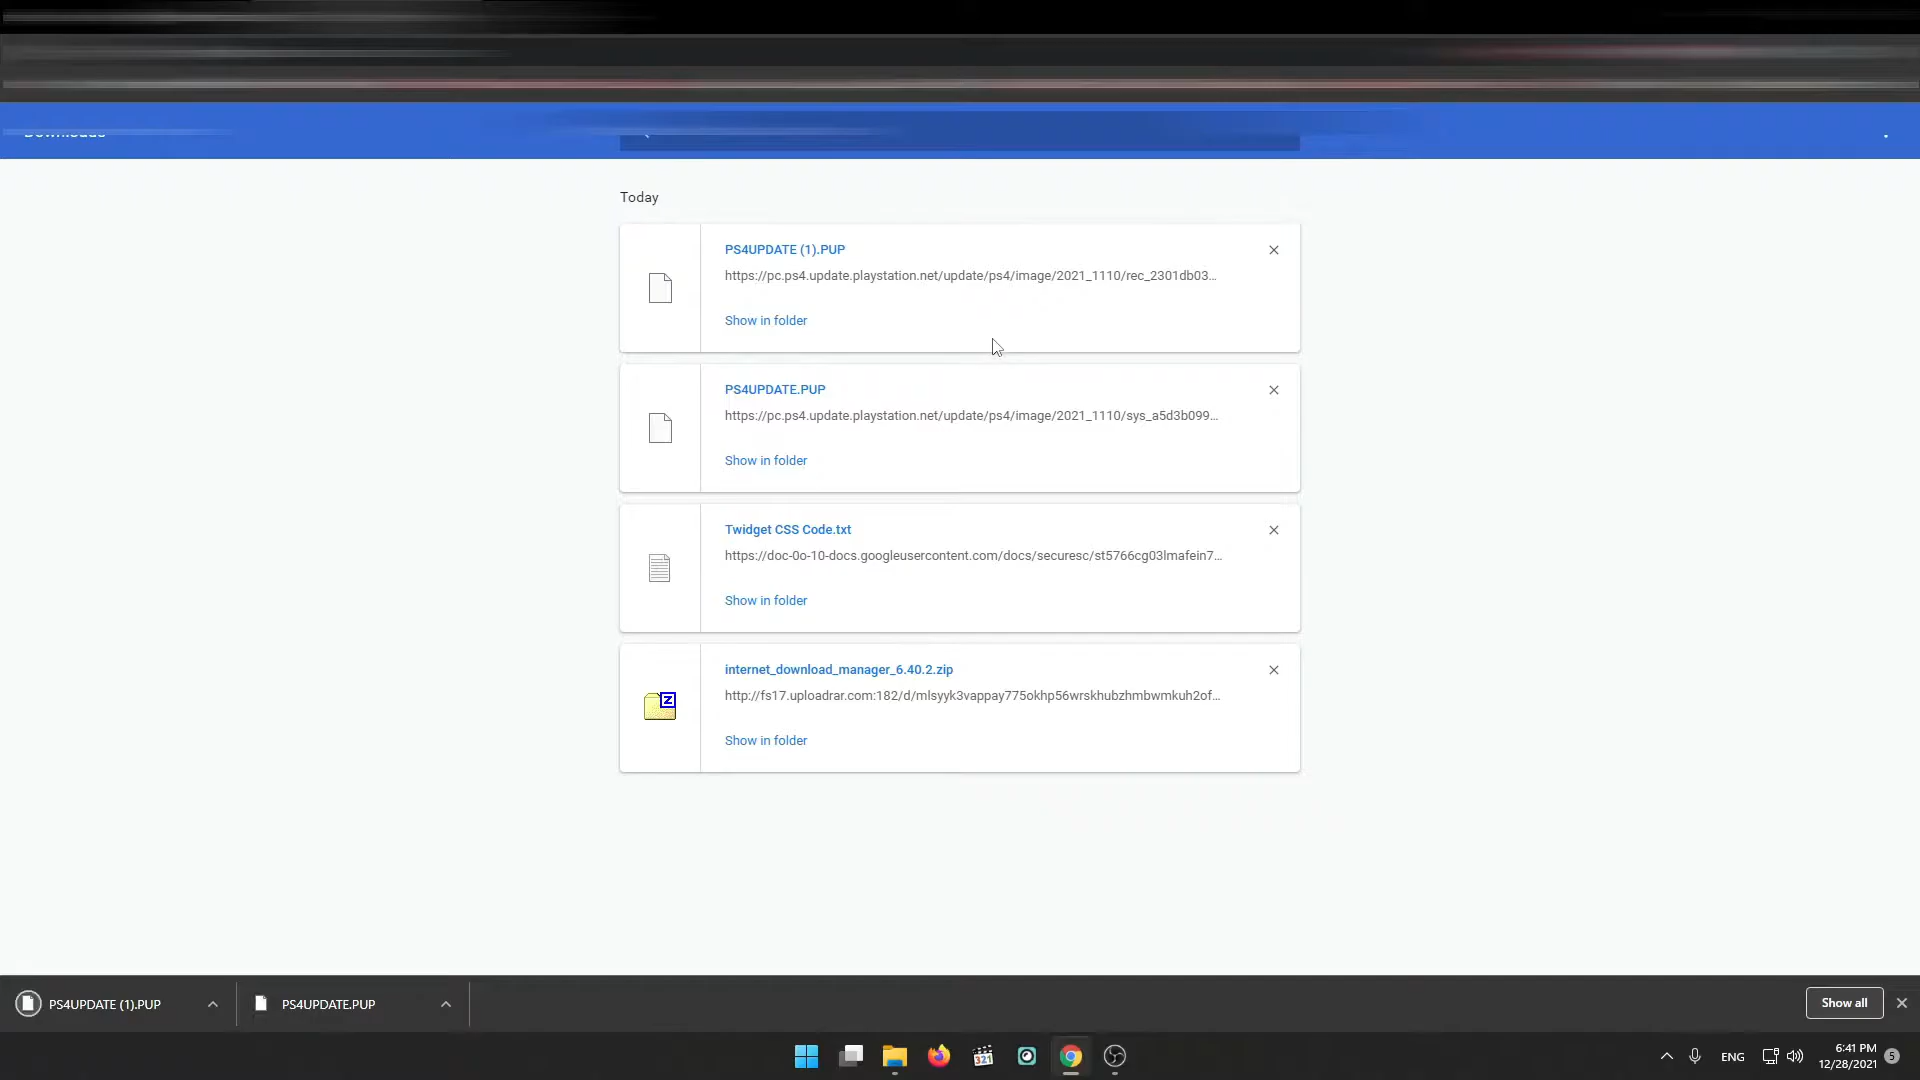 Today
PS4UPDATE (1).PUP
https://pc.ps4.update.playstation.net/update/ps4/image/2021_1110/rec_2301db03...
Show in folder
PS4UPDATE.PUP
https://pc.ps4.update.playstation.net/update/ps4/image/2021_1110/sys_a5d3b099...
Show in folder
Twidget CSS Code.txt
https://doc-0o-10-docs.googleusercontent.com/docs/securesc/st5766cg03lmafein7...
Show in folder
internet_download_manager_6.40.2.zip
http://fs17.uploadrar.com:182/d/mlsyyk3vappay775okhp56wrskhubzhmbwmkuh2of...
Show in folder
PS4UPDATE (1).PUP
PS4UPDATE.PUP
Show all
321
ENG
6:41 PM
12/28/2021
5